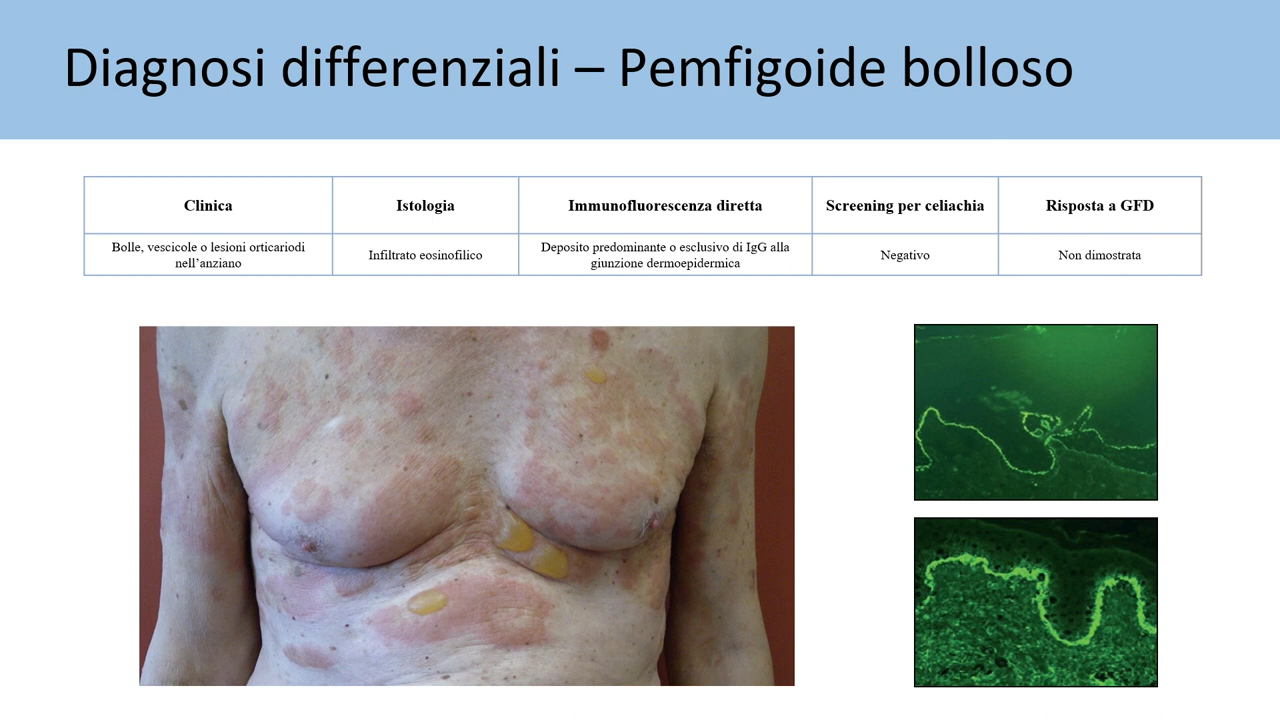 Diagnosi differenziali – Pemfigoide bolloso
Clinica
Istologia
Immunofluorescenza diretta
Screening per celiachia
Risposta a GFD
Bolle, vescicole o lesioni orticariodi
nell’anziano
Infiltrato eosinofilico
Deposito predominante o esclusivo di IgG alla
giunzione dermoepidermica
Negativo
Non dimostrata